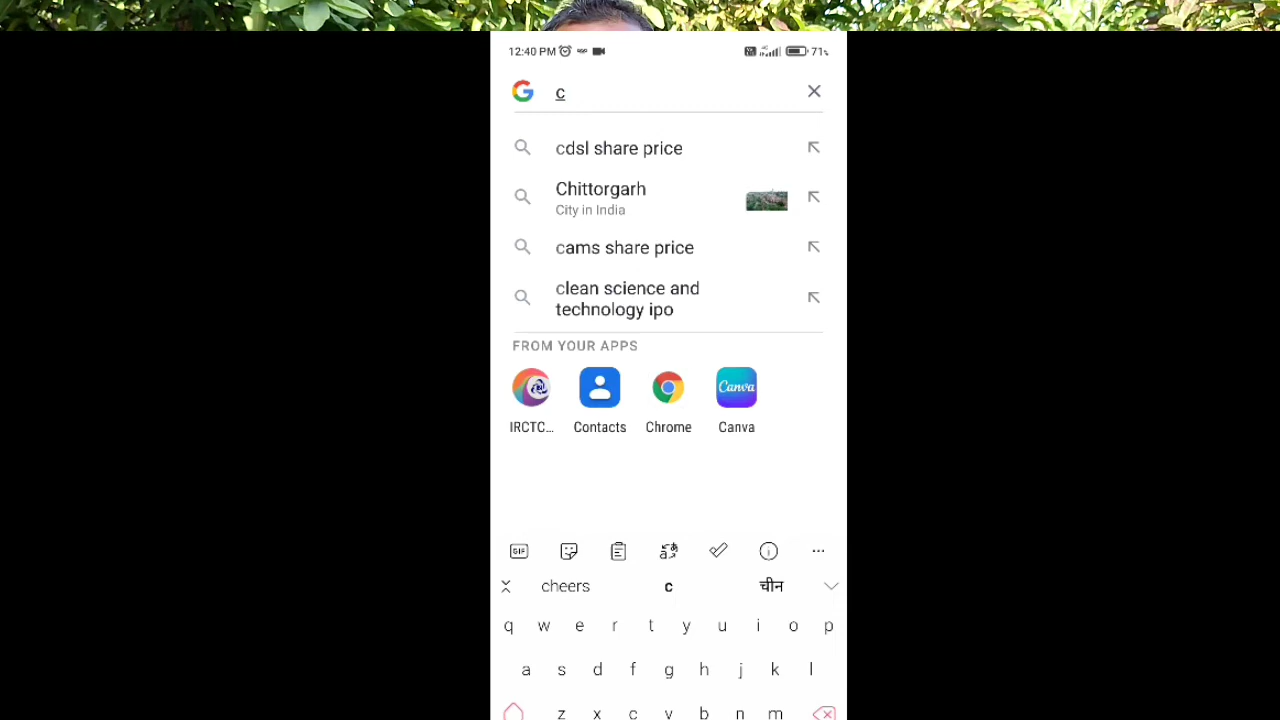 12:40 PM 71%
c
cdsl share price
Chittorgarh
City in India
cams share price
clean science and
technology ipo
FROM YOUR APPS
IRCTC... Contacts Chrome Canva
Canva
GIF
cheers c चीन
q w e r t y u i o p
a s d f g h j k l
z x c v b n m